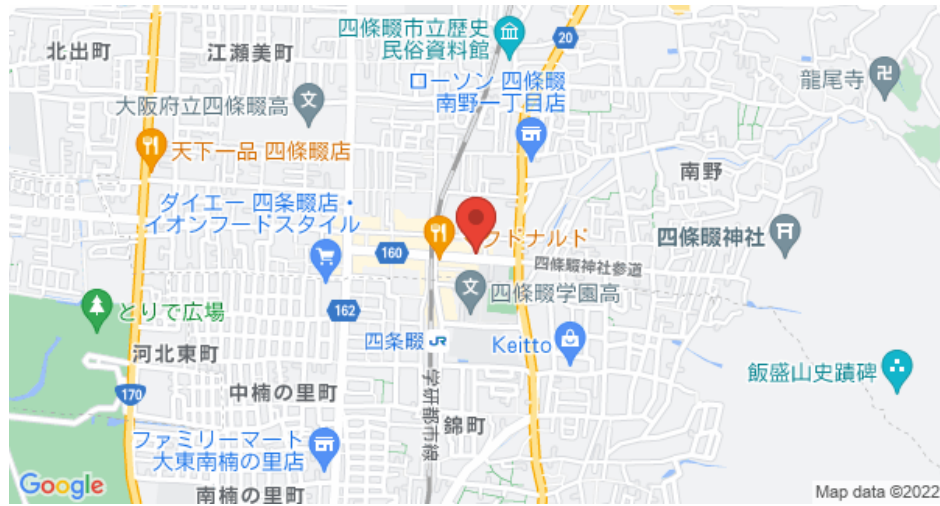 四條畷市立歴史
民俗資料館
20
北出町
江瀬美町
ローソン 四條畷
南野一丁目店
龍尾寺
大阪府立四條畷高
天下一品 四條畷店
南野
ダイエー 四条畷店・
イオンフードスタイル
クドナルド
四條畷神社
160
四條畷神社参道
四條畷学園高
とりで広場
162
四条畷
JR
Keitto
河北東町
飯盛山史蹟碑
170
中楠の里町
学研都市線
錦町
ファミリーマート
大東南楠の里店
Google
南楠の里町
Map data ©2022